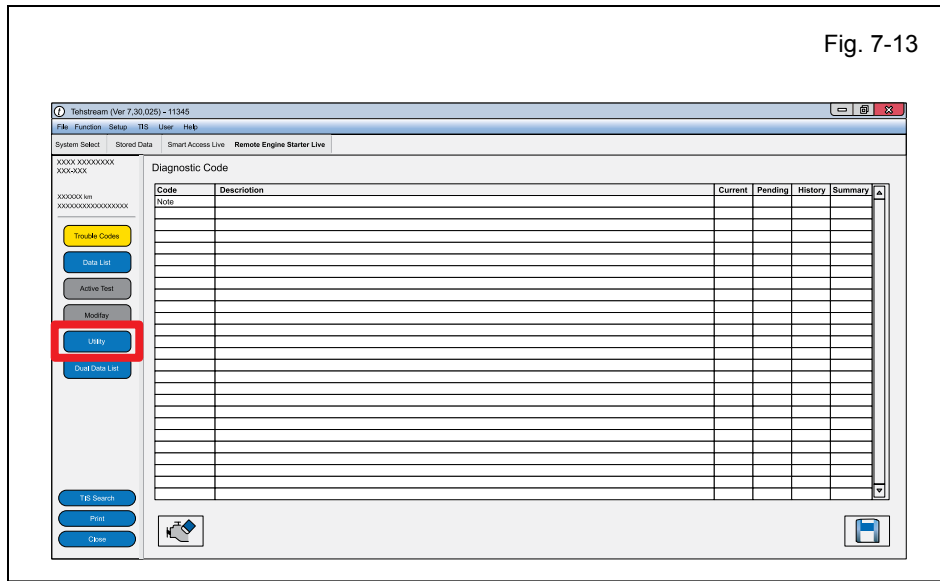 Fig. 7-13
Tehstream (Ver 7,30,025) - 11345
File Function Setup TIS User Help
System Select Stored Data Smart Access Live Remote Engine Starter Live
XXXX XXXXXXXX
XXX-XXX
XXXXXX km
XXXXXXXXXXXXXXXXX
Trouble Codes
Data List
Active Test
Modifay
Utility
Dual Data List
TIS Search
Print
Close
Diagnostic Code
Code Descriotion Current Pending History Summary
Note